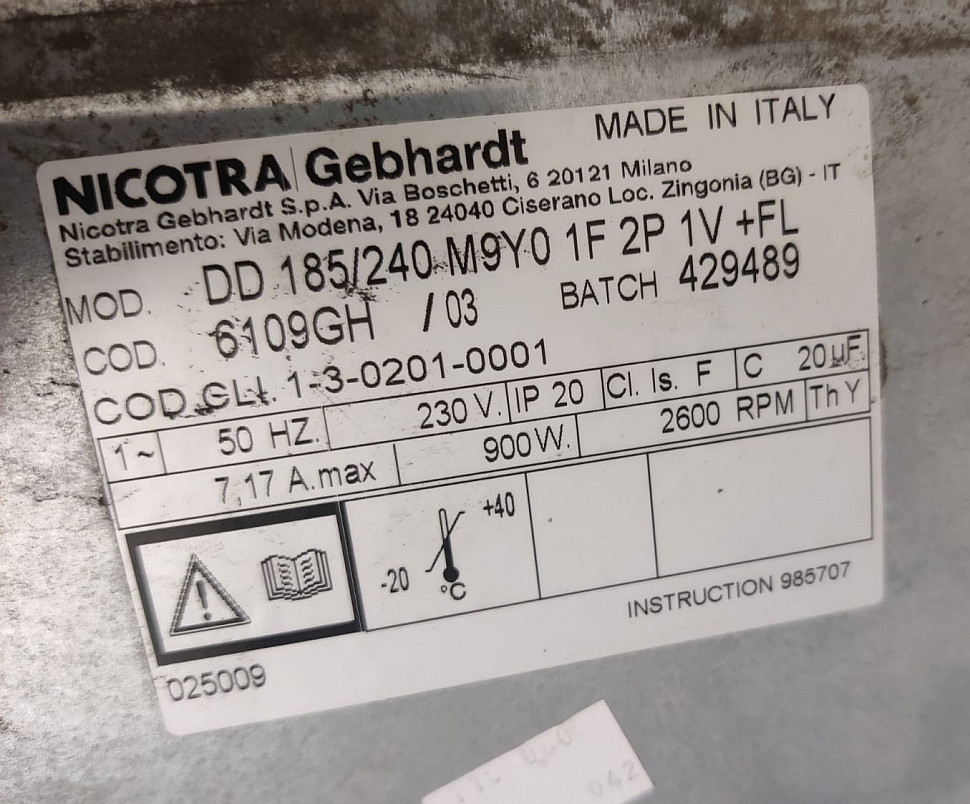 MADE IN ITALY
NICOTRA Gebhardt
Nicotra Gebhardt S.p.A. Via Boschetti, 6 20121 Milano
Stabilimento: Via Modena, 18 24040 Ciserano Loc. Zingonia (BG) - IT
MOD. DD 185/240 M9Y0 1F 2P 1V +FL
COD. 6109GH /03 BATCH 429489
COD.GLI. 1-3-0201-0001
1~ 50 HZ. 230 V. IP 20 Cl. Is. F C 20µF
7,17 A.max 900W. 2600 RPM Th Y
-20 +40
°C
INSTRUCTION 985707
025009
042